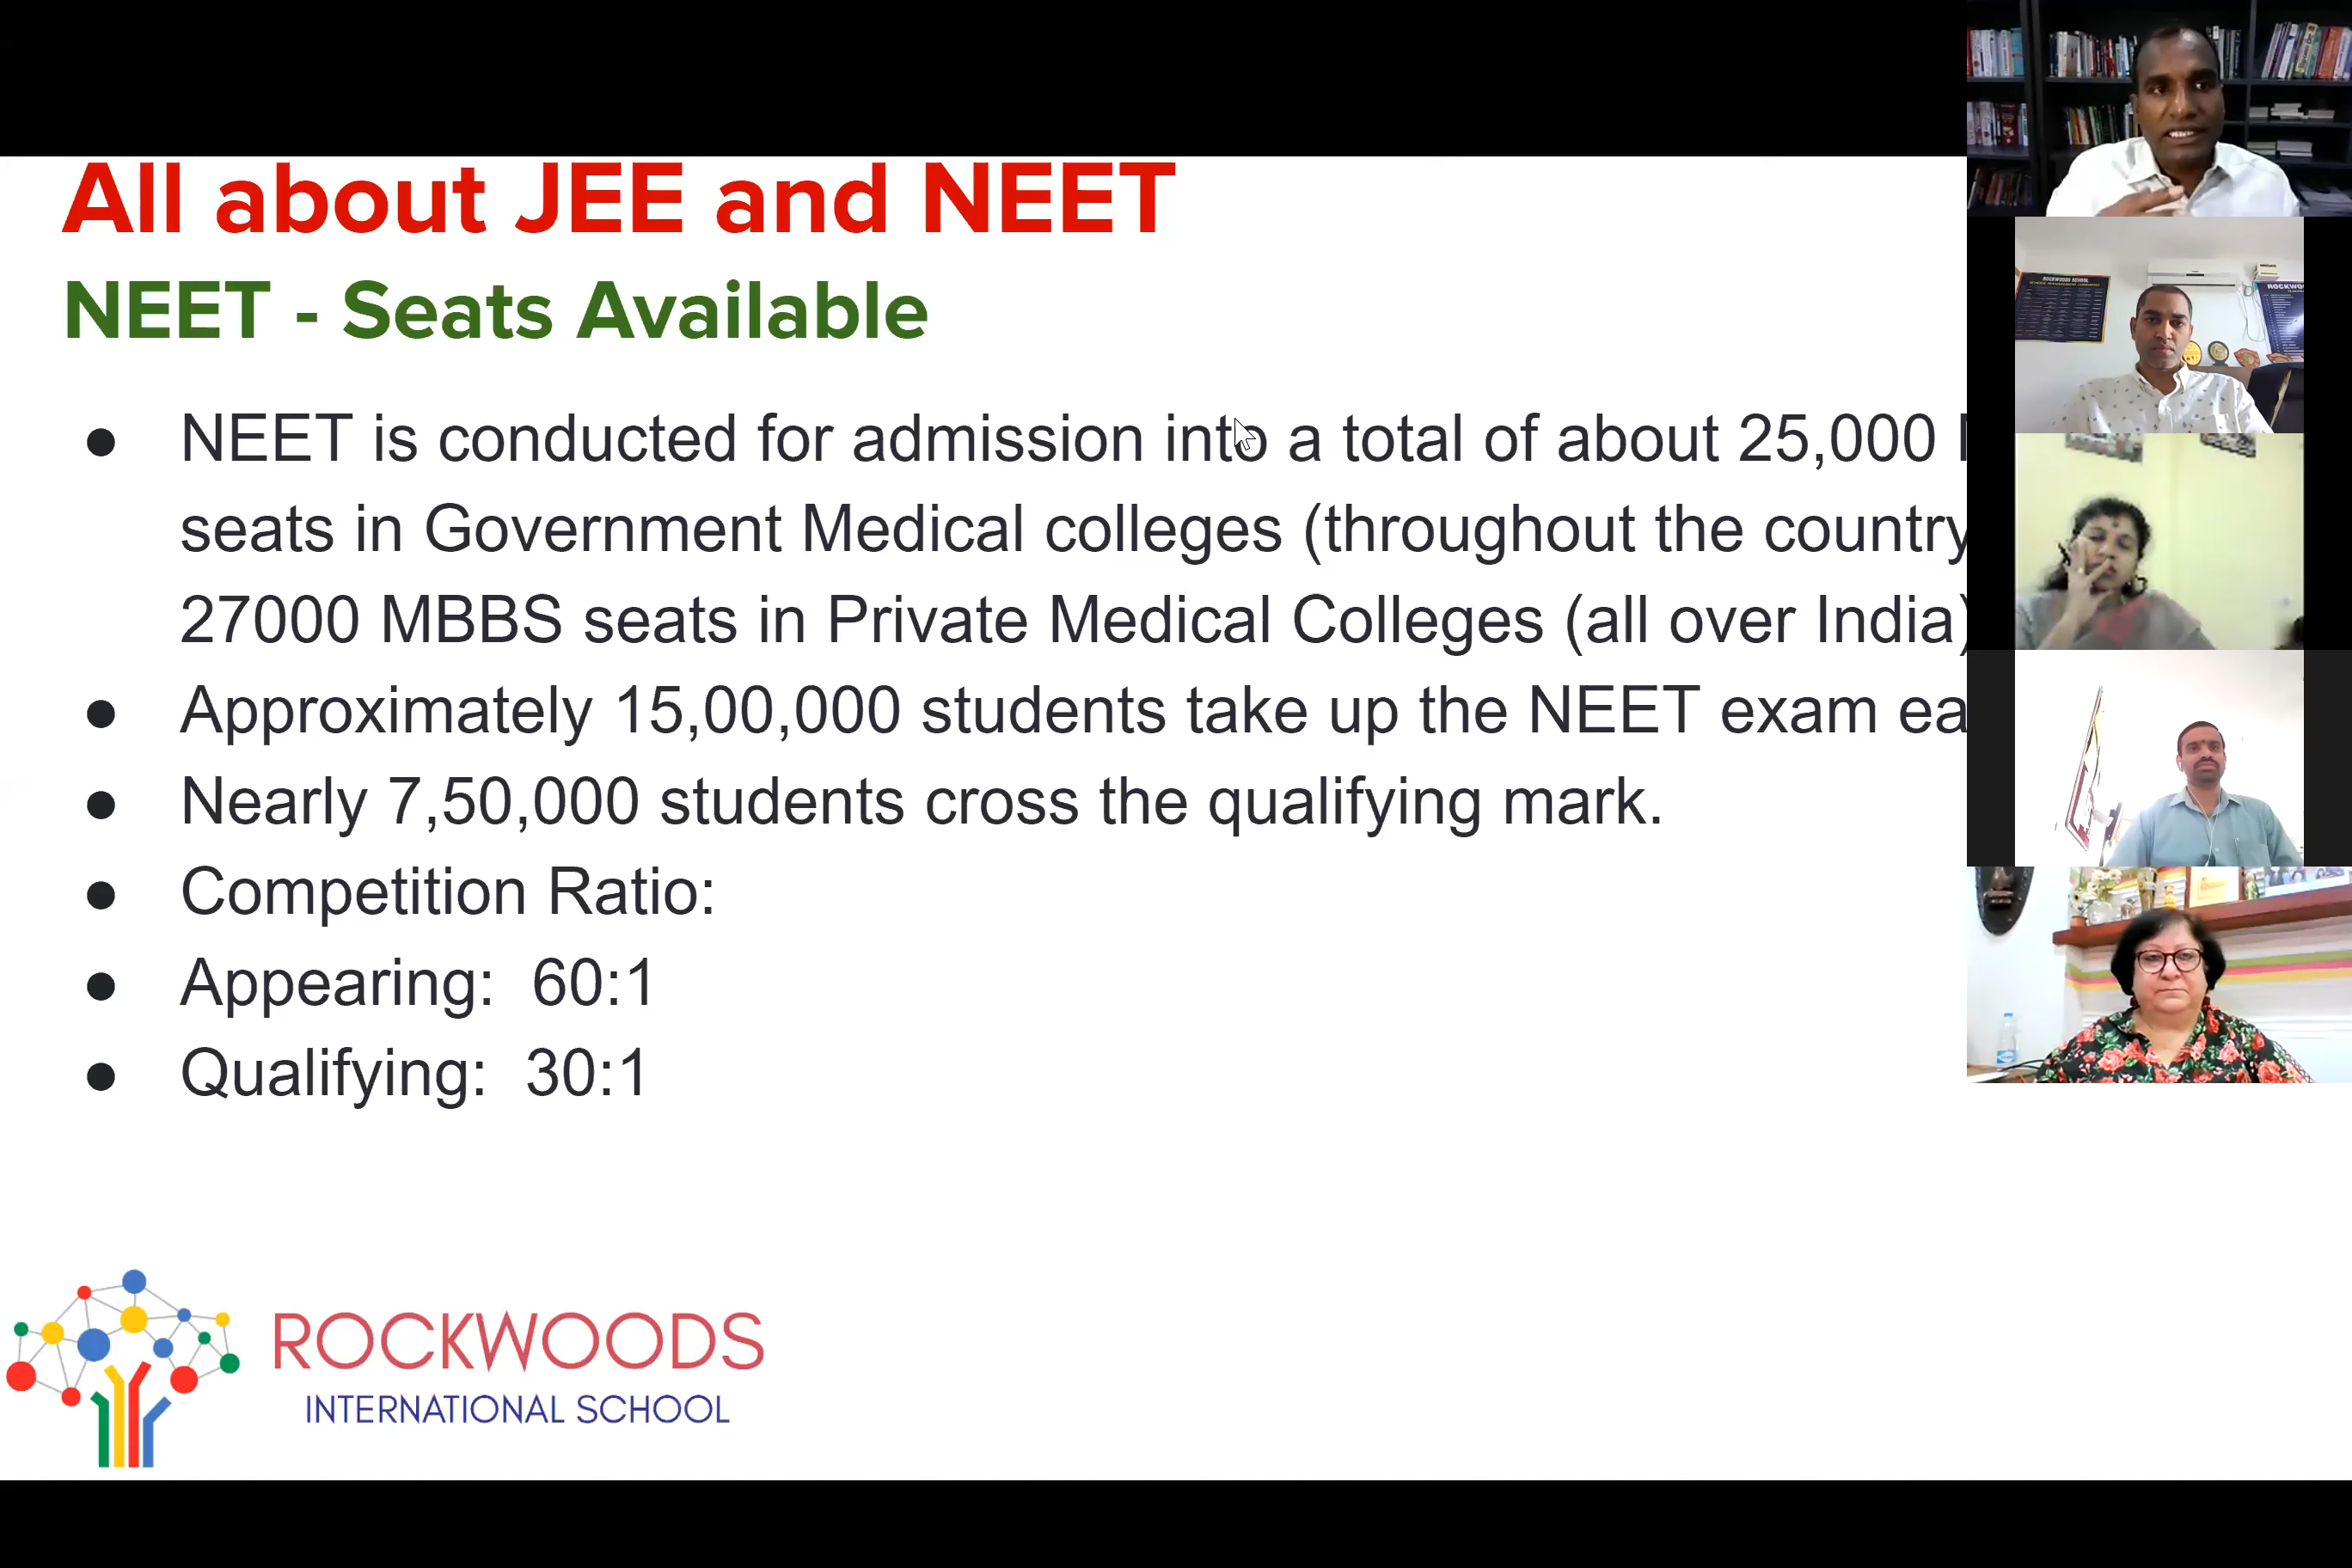 All about JEE and NEET
NEET - Seats Available
● NEET is conducted for admission into a total of about 25,000
seats in Government Medical colleges (throughout the country
27000 MBBS seats in Private Medical Colleges (all over India)
● Approximately 15,00,000 students take up the NEET exam ea
● Nearly 7,50,000 students cross the qualifying mark.
● Competition Ratio:
● Appearing: 60:1
● Qualifying: 30:1
ROCKWOODS
INTERNATIONAL SCHOOL
ROCKWOODS SCHOOL